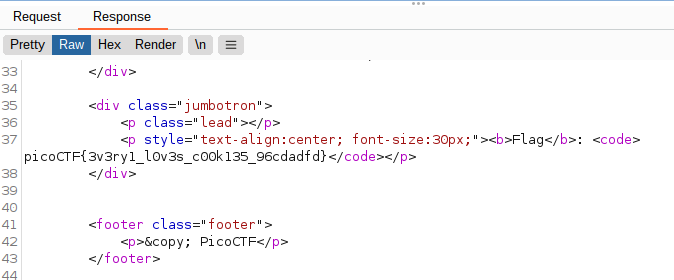 Request Response
Pretty Raw Hex Render \n
33 </div>
34
35 <div class="jumbotron">
36 <p class="lead"></p>
37 <p style="text-align:center; font-size:30px;"><b>Flag</b>: <code>
picoCTF{3v3ry1_l0v3s_c00k135_96cdadfd}</code></p>
38 </div>
39
40
41 <footer class="footer">
42 <p>&copy; PicoCTF</p>
43 </footer>
44